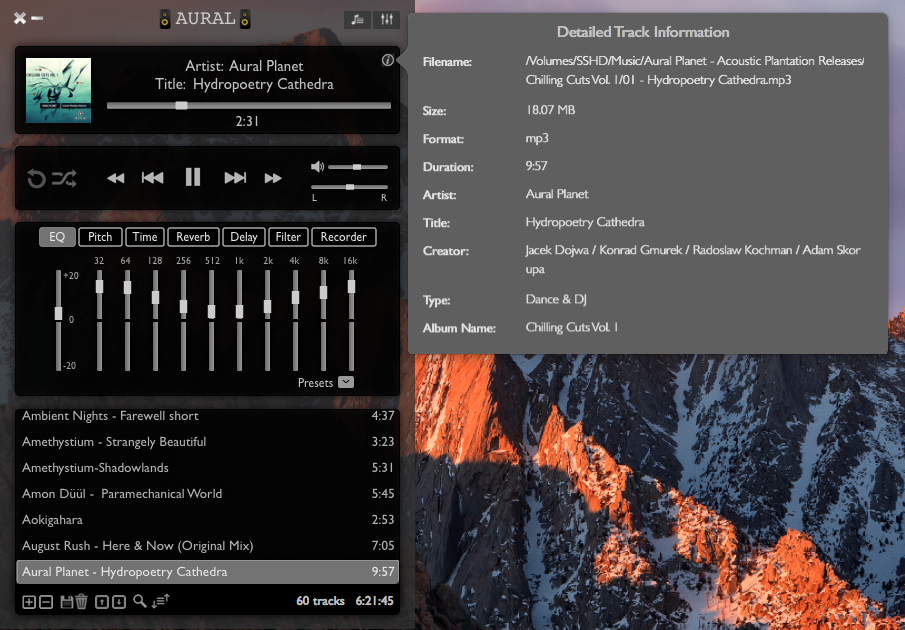 AURAL
Artist: Aural Planet
Title: Hydropoetry Cathedra
2:31
L R
EQ Pitch Time Reverb Delay Filter Recorder
32 64 128 256 512 1k 2k 4k 8k 16k
+20
0
-20
Presets
Ambient Nights - Farewell short 4:37
Amethystium - Strangely Beautiful 3:23
Amethystium-Shadowlands 5:31
Amon Düül - Paramechanical World 5:45
Aokigahara 2:53
August Rush - Here & Now (Original Mix) 7:05
Aural Planet - Hydropoetry Cathedra 9:57
60 tracks 6:21:45
Detailed Track Information
Filename: /Volumes/SSHD/Music/Aural Planet - Acoustic Plantation Releases/
Chilling Cuts Vol. 1/01 - Hydropoetry Cathedra.mp3
Size: 18.07 MB
Format: mp3
Duration: 9:57
Artist: Aural Planet
Title: Hydropoetry Cathedra
Creator: Jacek Dojwa / Konrad Gmurek / Radoslaw Kochman / Adam Skor
upa
Type: Dance & DJ
Album Name: Chilling Cuts Vol. 1